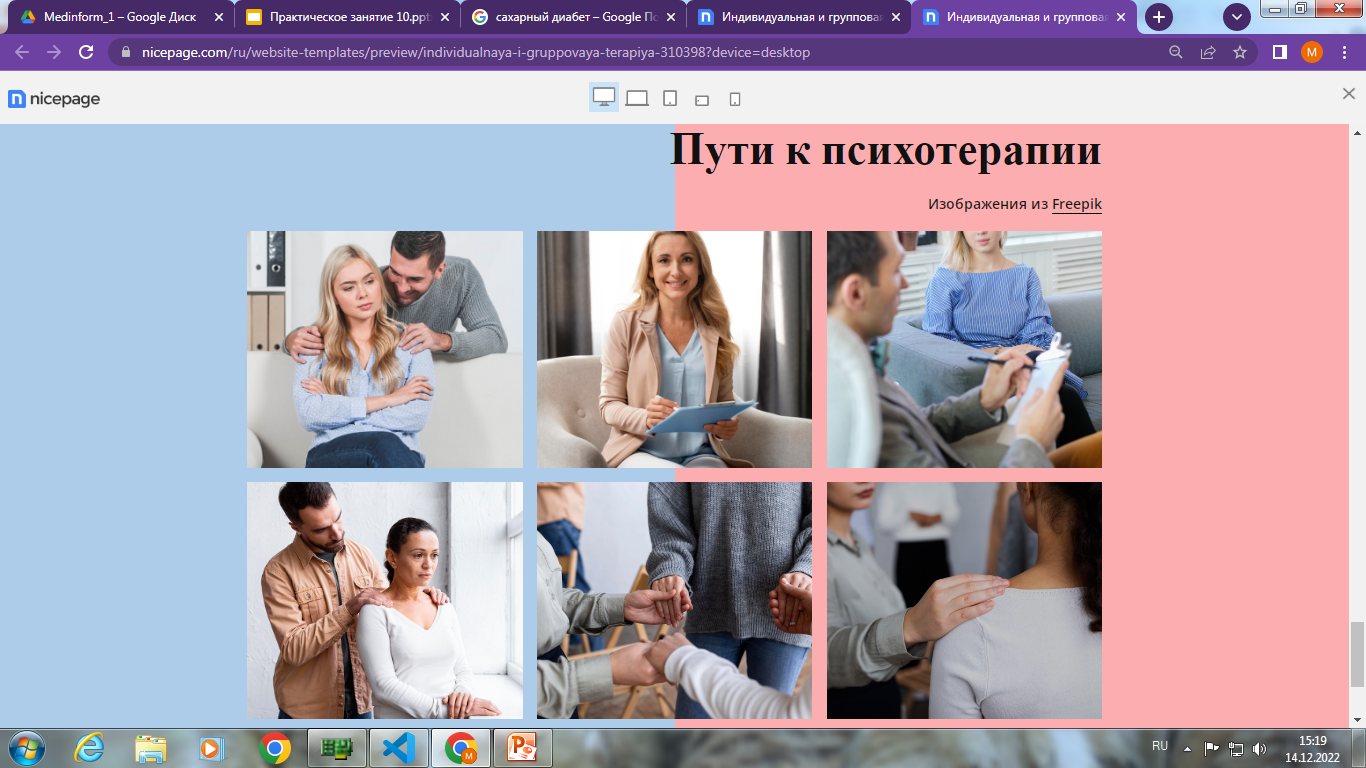 Medinform_1 – Google Диск
Практическое занятие 10.ppt
сахарный диабет – Google По
Индивидуальная и группова
Индивидуальная и группова
nicepage.com/ru/website-templates/preview/individualnaya-i-gruppovaya-terapiya-310398?device=desktop
M
nicepage
Пути к психотерапии
Изображения из Freepik
M
RU
15:19
14.12.2022